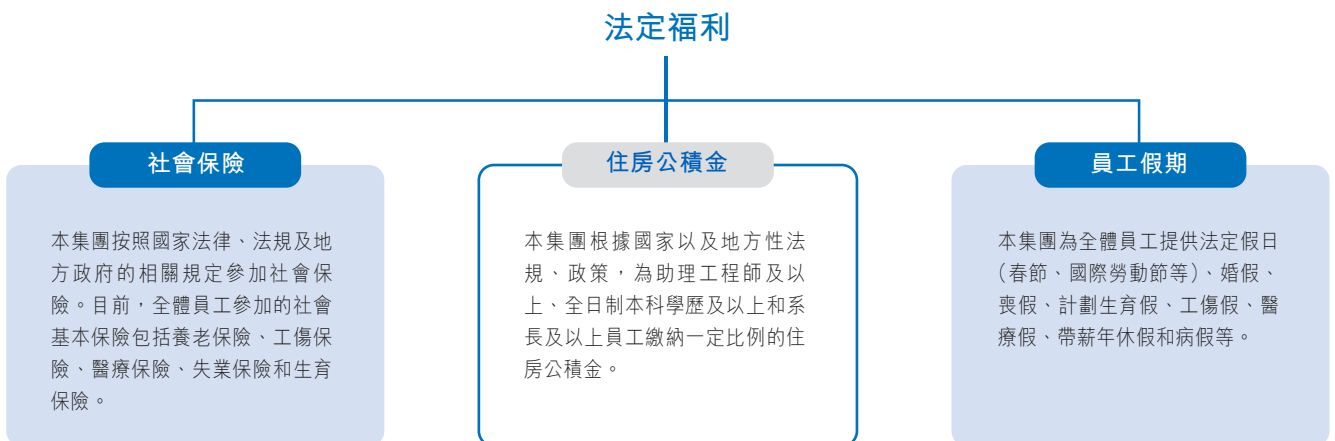 法定福利
社會保險
本集團按照國家法律、法規及地
方政府的相關規定參加社會保
險。目前，全體員工參加的社會
基本保險包括養老保險、工傷保
險、醫療保險、失業保險和生育
保險。
住房公積金
本集團根據國家以及地方性法
規、政策，為助理工程師及以
上、全日制本科學歷及以上和系
長及以上員工繳納一定比例的住
房公積金。
員工假期
本集團為全體員工提供法定假日
（春節、國際勞動節等）、婚假、
喪假、計劃生育假、工傷假、醫
療假、帶薪年休假和病假等。